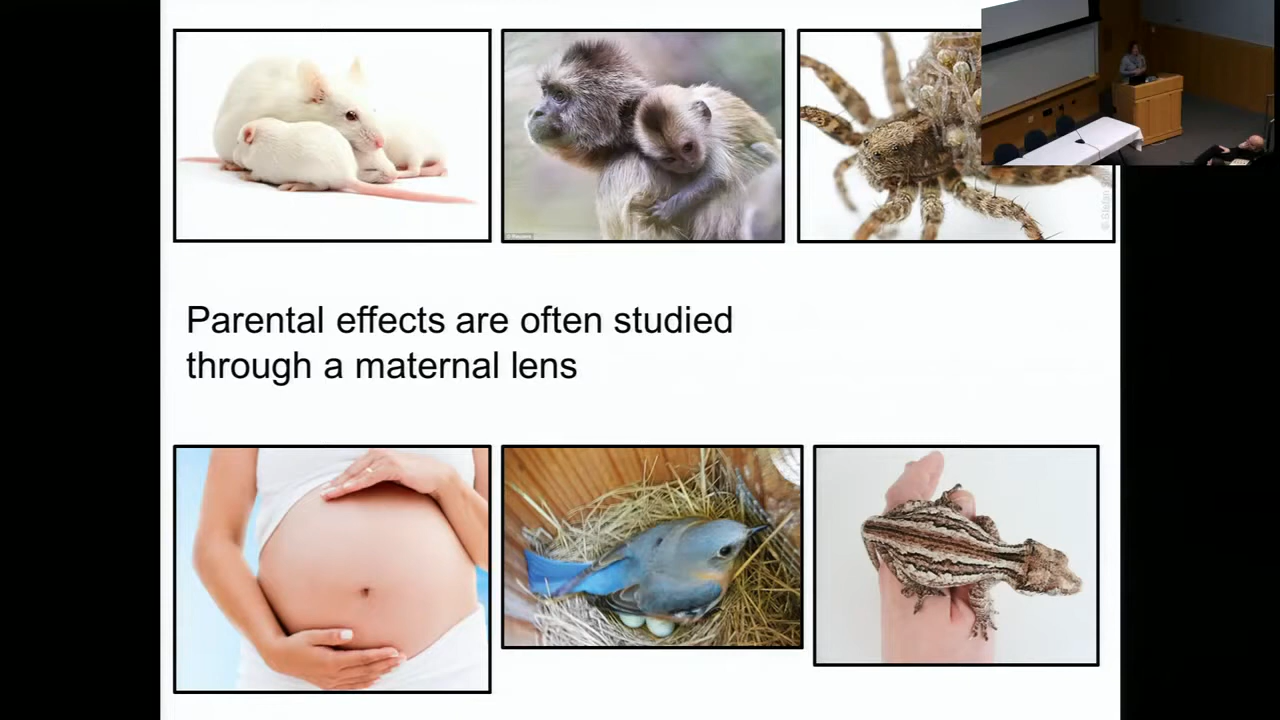 Parental effects are often studied
through a maternal lens